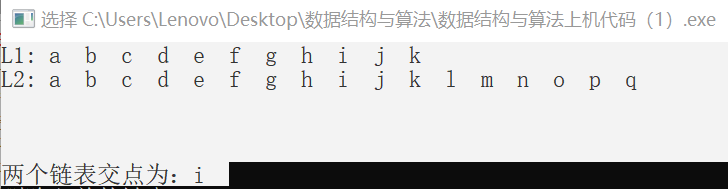 选择 C:\Users\Lenovo\Desktop\数据结构与算法\数据结构与算法上机代码（1）.exe
L1: a b c d e f g h i j k
L2: a b c d e f g h i j k l m n o p q
两个链表交点为: i